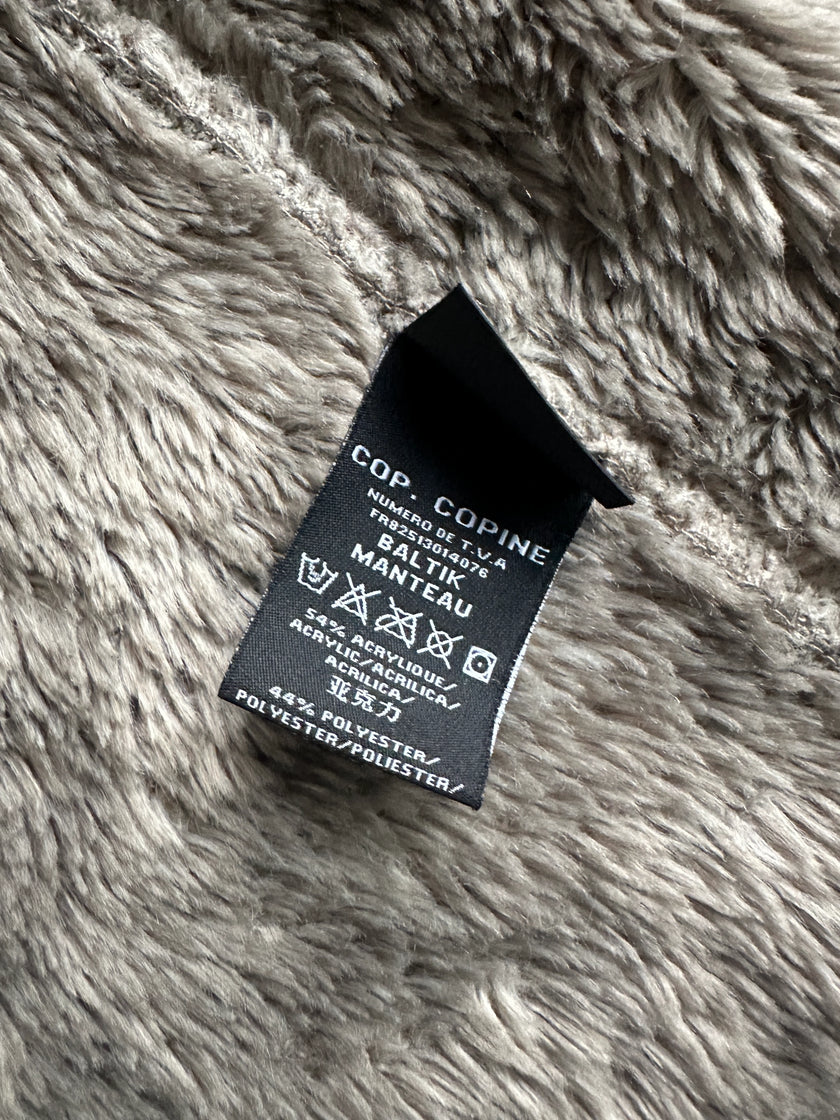 COP. COPINE
NUMERO DE T.V.A
FR82513014076
BALTIK
MANTEAU
54% ACRYLIQUE/
ACRYLIC/ACRILICA/
ACRILICA/
亚克力
44% POLYESTER/
POLYESTER/POLIESTER/